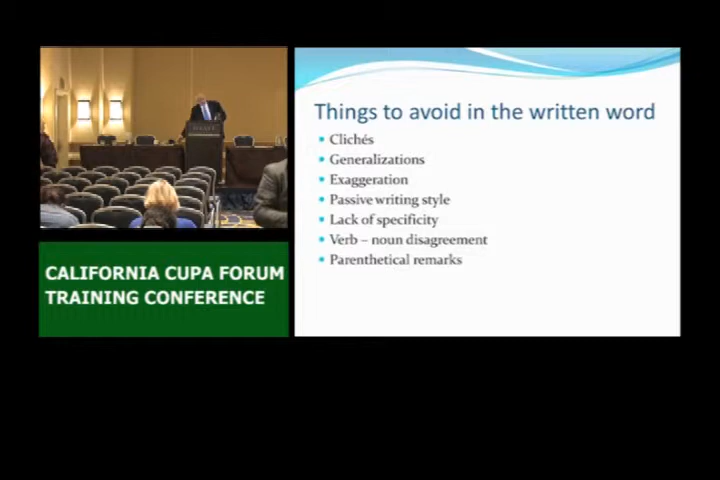 CALIFORNIA CUPA FORUM
TRAINING CONFERENCE
Things to avoid in the written word
• Clichés
• Generalizations
• Exaggeration
• Passive writing style
• Lack of specificity
• Verb – noun disagreement
• Parenthetical remarks